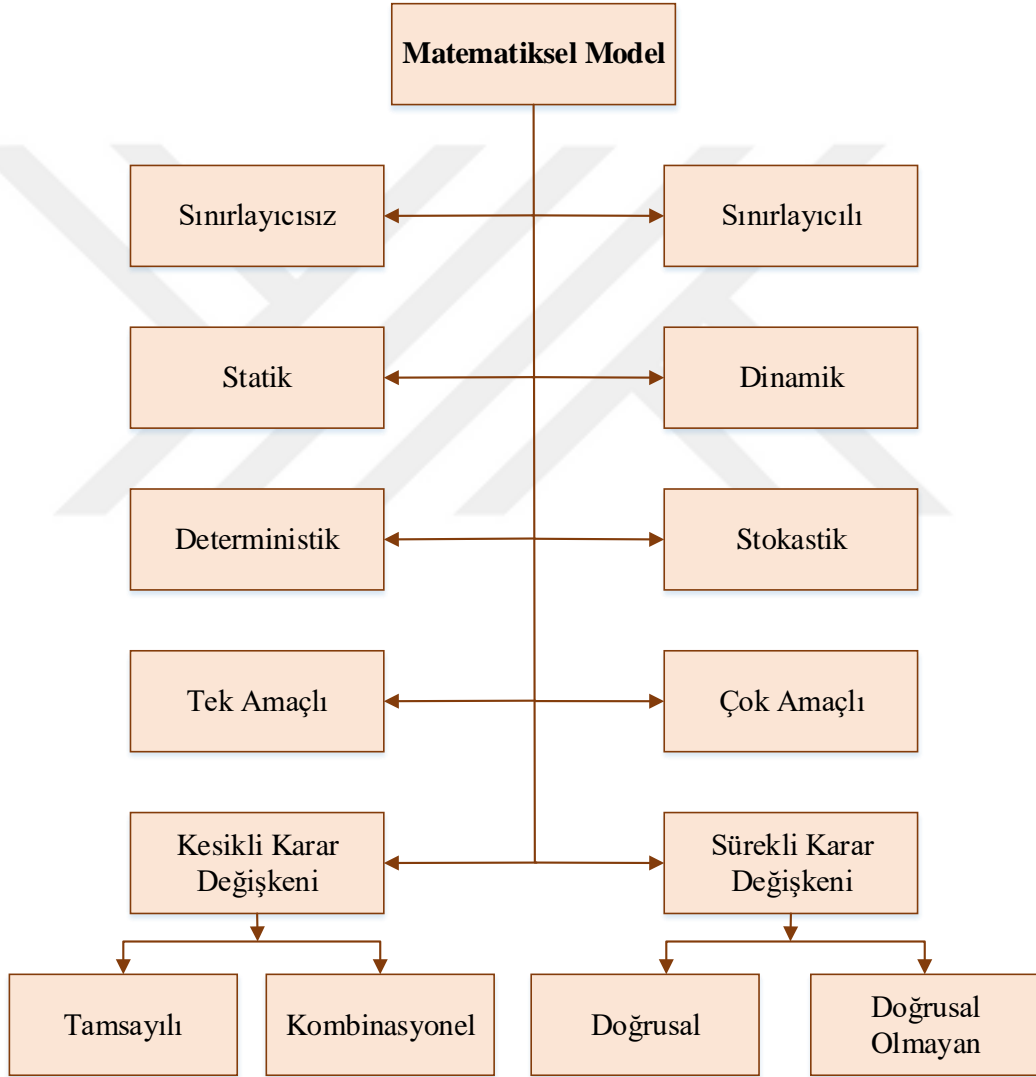 Matematiksel Model
Sınırlayıcısız
Sınırlayıcılı
Statik
Dinamik
Deterministik
Stokastik
Tek Amaçlı
Çok Amaçlı
Kesikli Karar
Değişkeni
Sürekli Karar
Değişkeni
Tamsayılı
Kombinasyonel
Doğrusal
Doğrusal
Olmayan